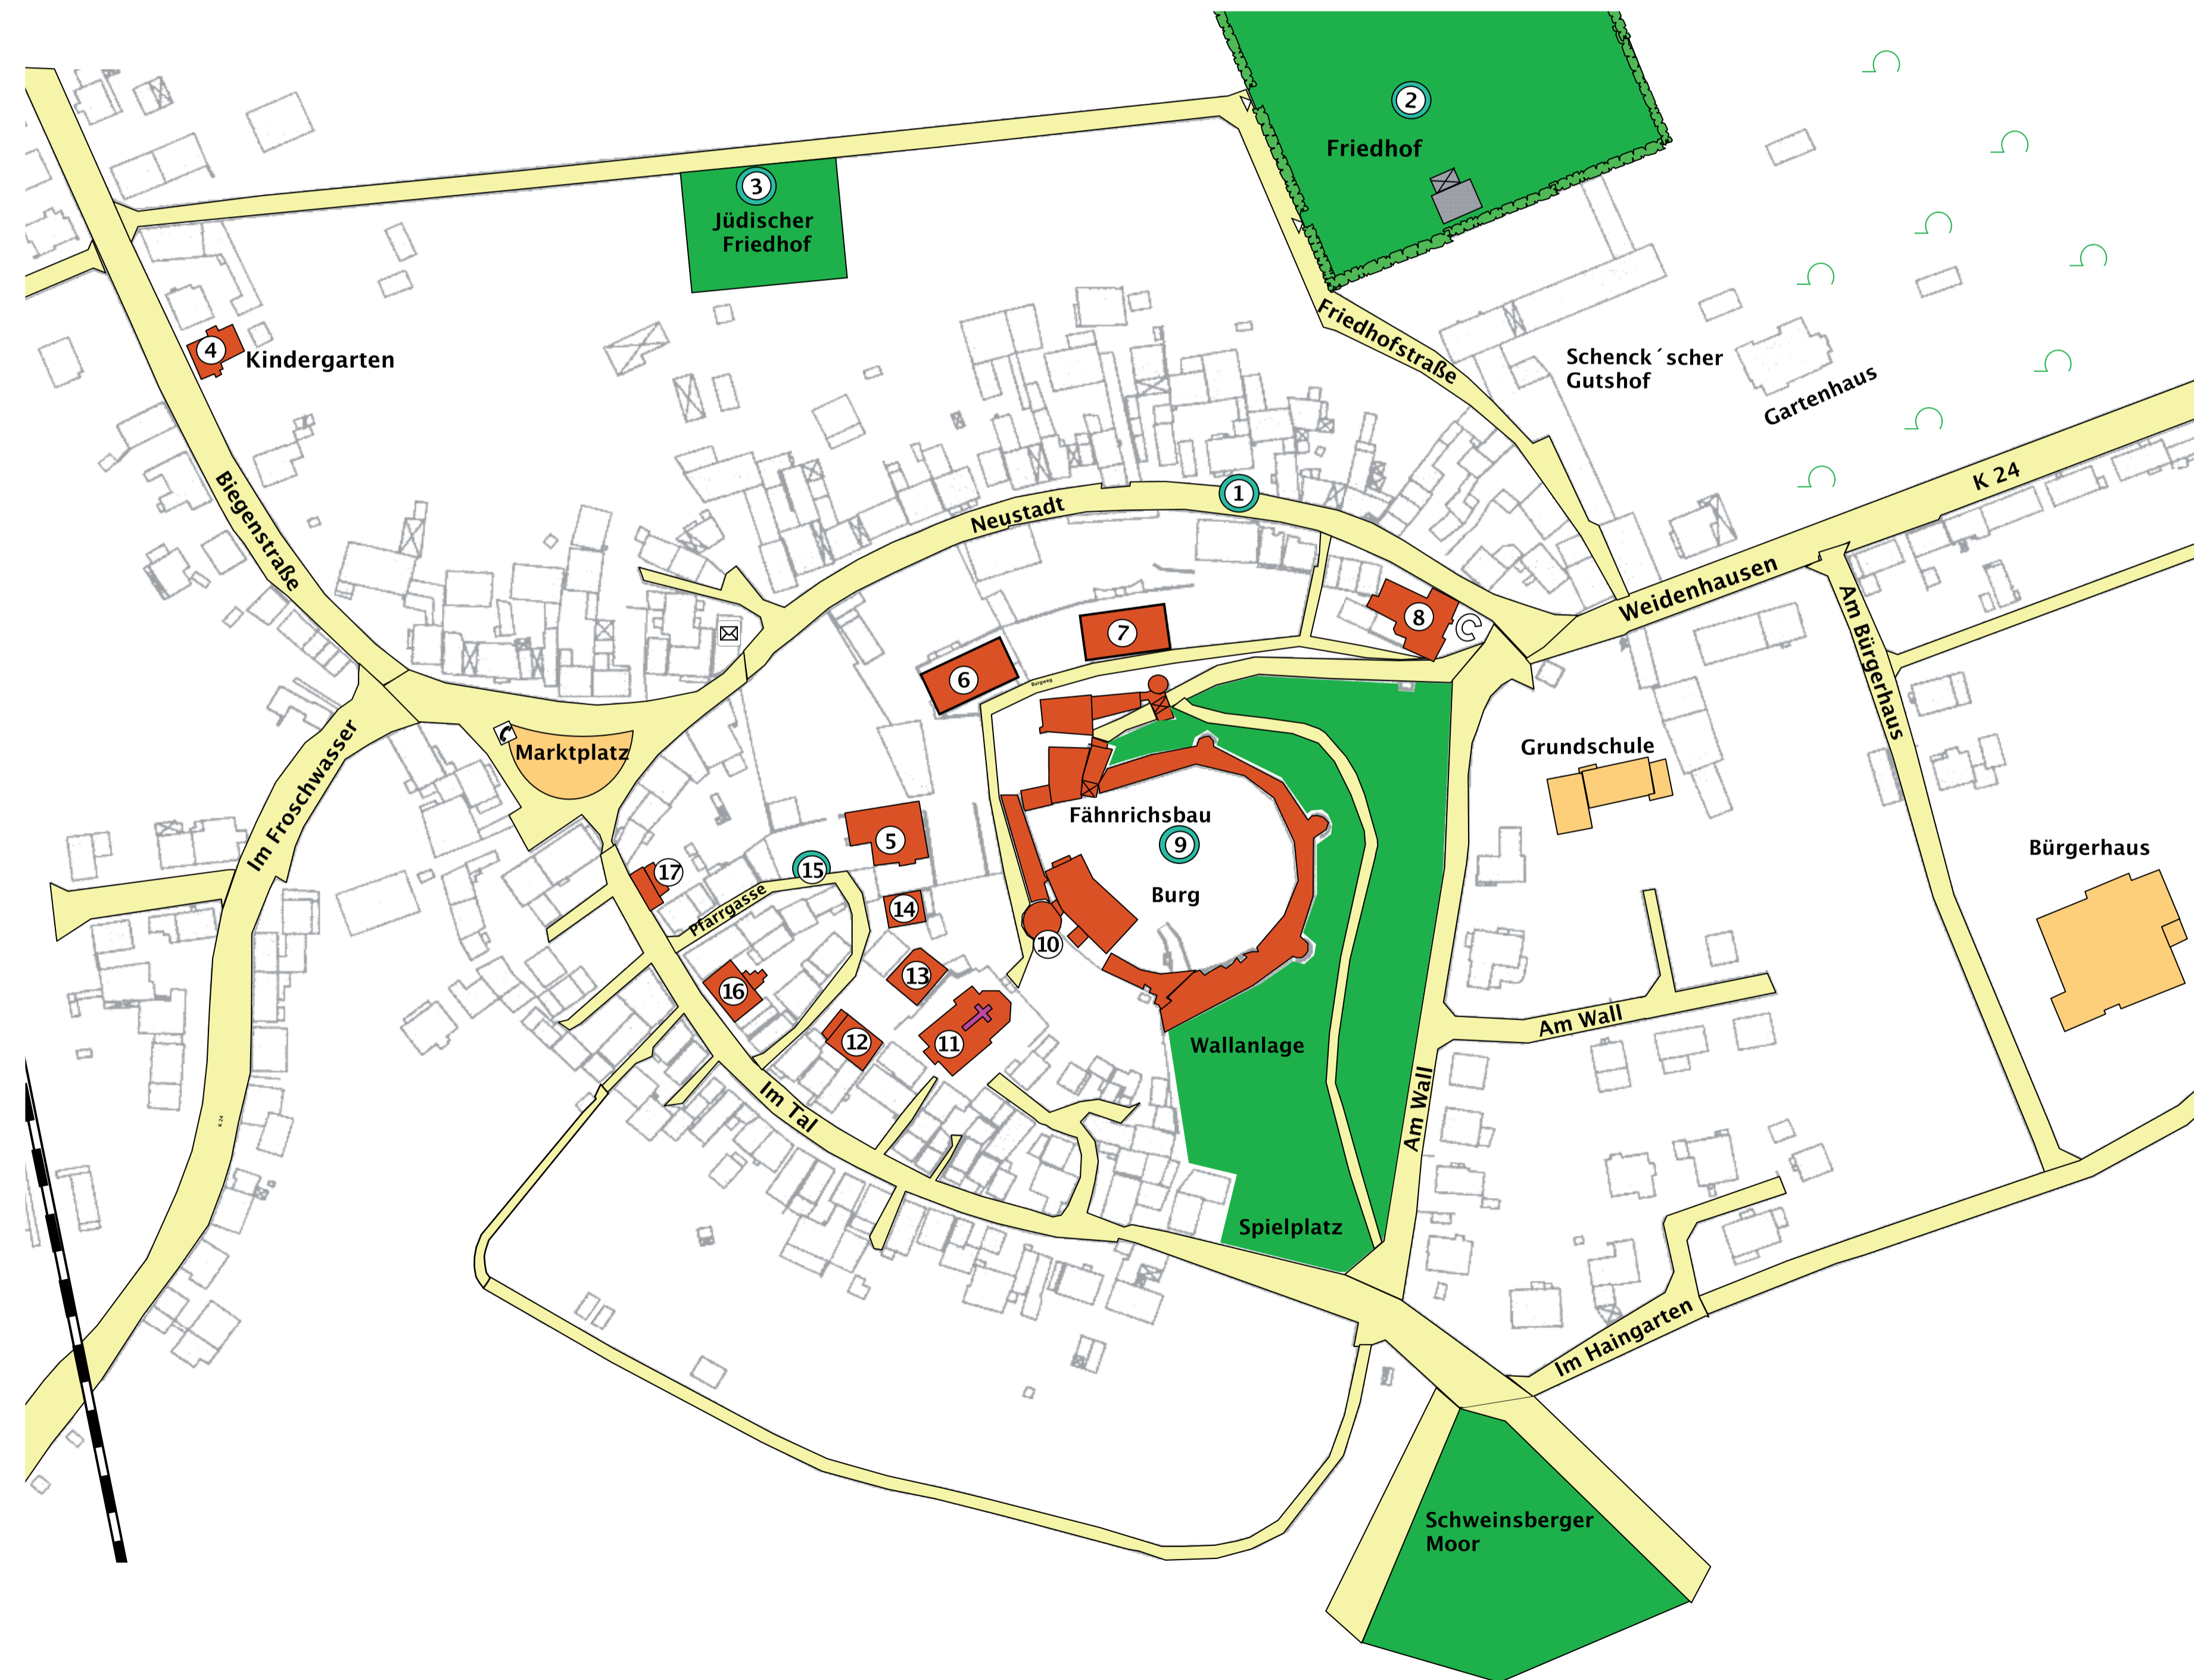 2
Friedhof
3
Jüdischer
Friedhof
4
Kindergarten
Friedhofstraße
Schenck´scher
Gutshof
Gartenhaus
K 24
Biegenstraße
Neustadt
1
Weidenhausen
Am Bürgerhaus
8
7
6
Burgweg
Marktplatz
Im Froschwasser
Grundschule
Bürgerhaus
Fähnrichsbau
9
Burg
5
15
17
Pfarrgasse
14
10
13
16
12
11
Wallanlage
Am Wall
Am Wall
Im Tal
K 24
Spielplatz
Im Haingarten
Schweinsberger
Moor